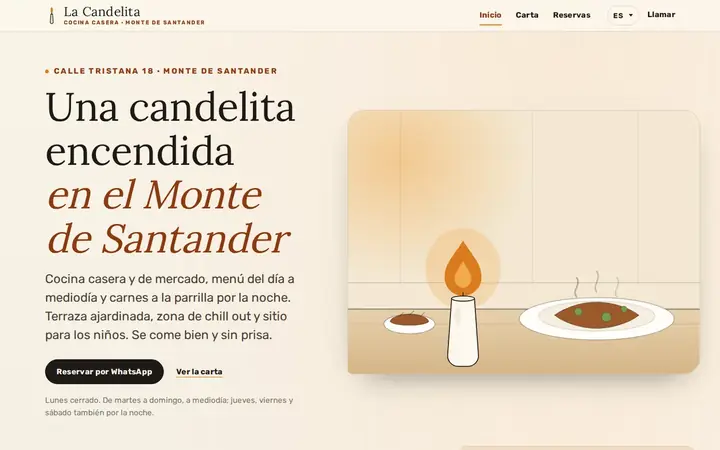 La Candelita
COCINA CASERA • MONTE DE SANTANDER
Inicio
Carta
Reservas
ES
Llamar
CALLE TRISTANA 18 · MONTE DE SANTANDER
Una candelita
encendida
en el Monte
de Santander
Cocina casera y de mercado, menú del día a
mediodía y carnes a la parrilla por la noche.
Terraza ajardinada, zona de chill out y sitio
para los niños. Se come bien y sin prisa.
Reservar por WhatsApp
Ver la carta
Lunes cerrado. De martes a domingo, a mediodía; jueves, viernes y
sábado también por la noche.